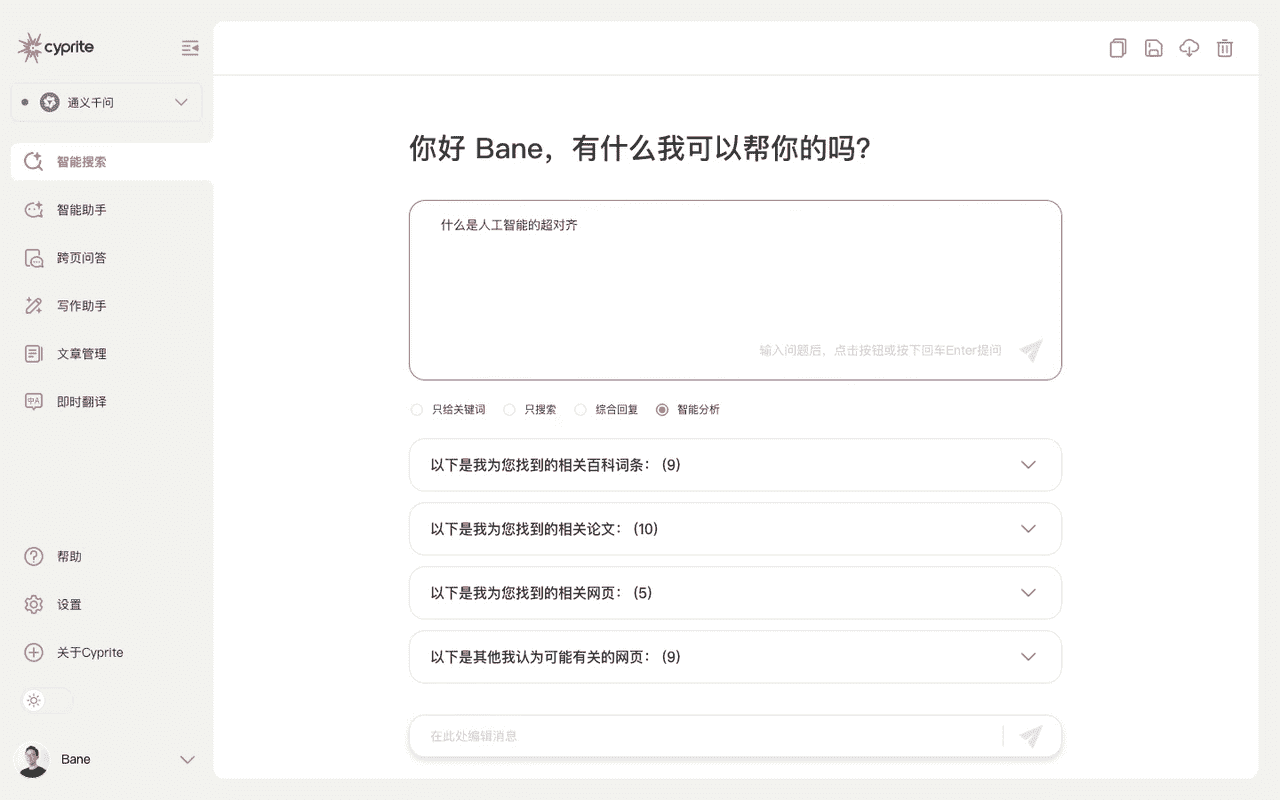 cyprite
通义千问
智能搜索
智能助手
跨页问答
写作助手
文章管理
即时翻译
帮助
设置
关于Cyprite
Bane
你好 Bane，有什么我可以帮你的吗?
什么是人工智能的超对齐
输入问题后，点击按钮或按下回车Enter提问
只给关键词 只搜索 综合回复 智能分析
以下是我为您找到的相关百科词条： (9)
以下是我为您找到的相关论文： (10)
以下是我为您找到的相关网页： (5)
以下是其他我认为可能有关的网页： (9)
在此处编辑消息